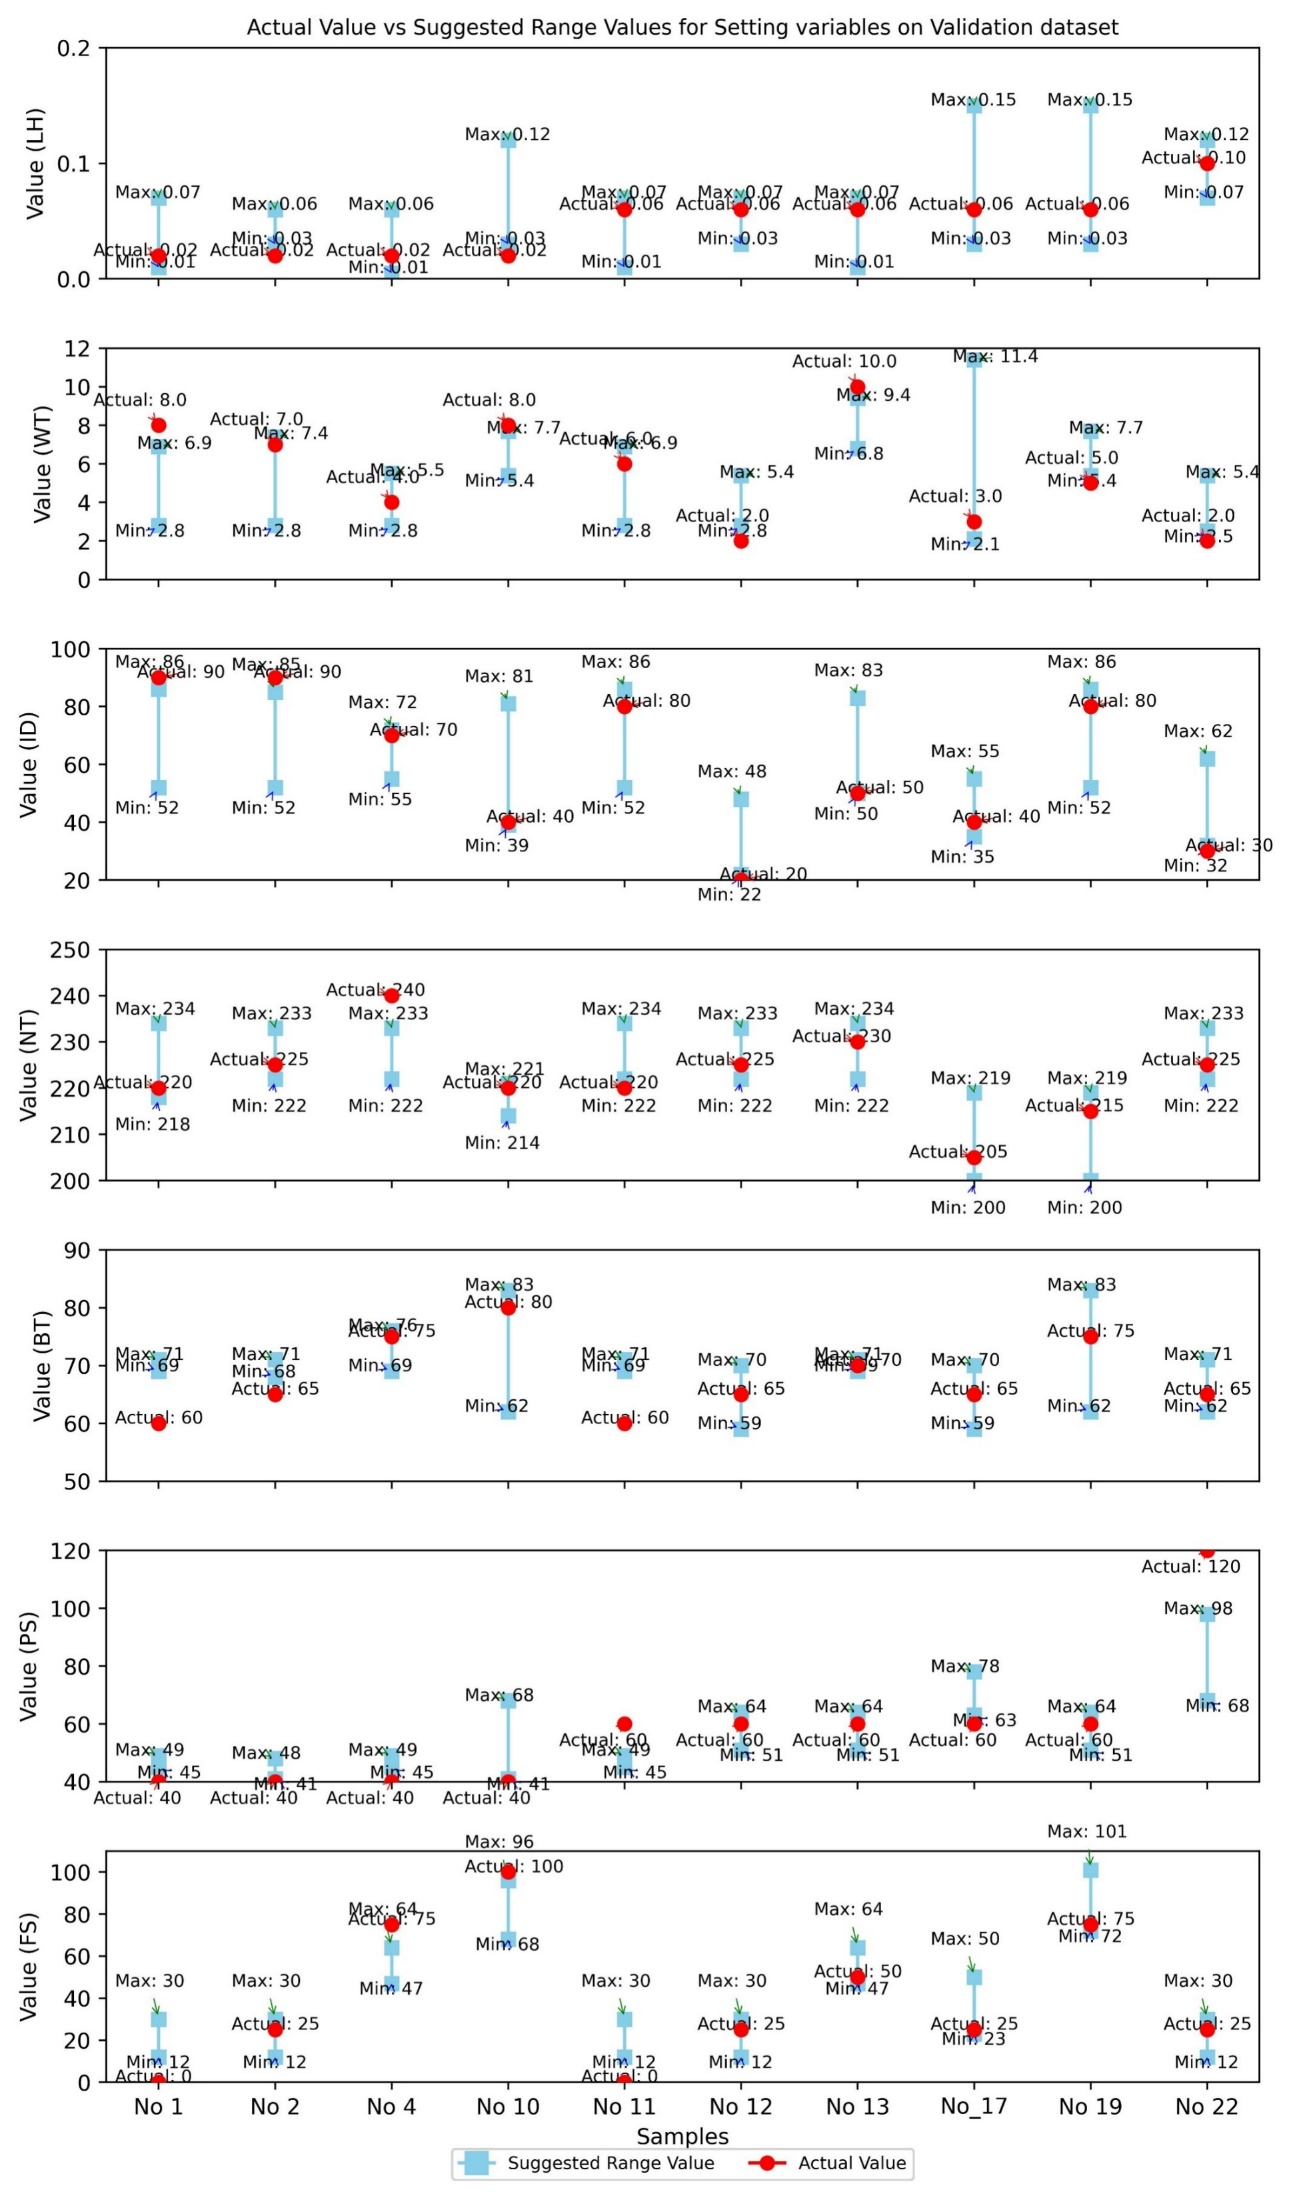 Actual Value vs Suggested Range Values for Setting variables on Validation dataset
Value (LH)
0.2
0.1
0.0
Max: 0.07
Actual: 0.02
Min: 0.01
Max: 0.06
Min: 0.03
Actual: 0.02
Max: 0.06
Actual: 0.02
Min: 0.01
Max: 0.12
Min: 0.03
Actual: 0.02
Max: 0.07
Actual: 0.06
Min: 0.01
Max: 0.07
Actual: 0.06
Min: 0.03
Max: 0.07
Actual: 0.06
Min: 0.01
Max: 0.15
Actual: 0.06
Min: 0.03
Max: 0.15
Actual: 0.06
Min: 0.03
Max: 0.12
Actual: 0.10
Min: 0.07
Value (WT)
12
10
8
6
4
2
0
Actual: 8.0
Max: 6.9
Min: 2.8
Actual: 7.0
Max: 7.4
Min: 2.8
Max: 5.5
Actual: 4.0
Min: 2.8
Actual: 8.0
Max: 7.7
Min: 5.4
Actual: 6.0
Max: 6.9
Min: 2.8
Max: 5.4
Actual: 2.0
Min: 2.8
Actual: 10.0
Max: 9.4
Min: 6.8
Max: 11.4
Actual: 3.0
Min: 2.1
Max: 7.7
Actual: 5.0
Min: 5.4
Max: 5.4
Actual: 2.0
Min: 2.5
Value (ID)
100
80
60
40
20
Max: 86
Actual: 90
Min: 52
Max: 85
Actual: 90
Min: 52
Max: 72
Actual: 70
Min: 55
Max: 81
Actual: 40
Min: 39
Max: 86
Actual: 80
Min: 52
Max: 48
Actual: 20
Min: 22
Max: 83
Actual: 50
Min: 50
Max: 55
Actual: 40
Min: 35
Max: 86
Actual: 80
Min: 52
Max: 62
Actual: 30
Min: 32
Value (NT)
250
240
230
220
210
200
Max: 234
Actual: 220
Min: 218
Max: 233
Actual: 225
Min: 222
Actual: 240
Max: 233
Min: 222
Max: 221
Actual: 220
Min: 214
Max: 234
Actual: 220
Min: 222
Max: 233
Actual: 225
Min: 222
Max: 234
Actual: 230
Min: 222
Max: 219
Actual: 205
Min: 200
Max: 219
Actual: 215
Min: 200
Max: 233
Actual: 225
Min: 222
Value (BT)
90
80
70
60
50
Max: 71
Min: 69
Actual: 60
Max: 71
Min: 68
Actual: 65
Max: 76
Actual: 75
Min: 69
Max: 83
Actual: 80
Min: 62
Max: 71
Min: 69
Actual: 60
Max: 70
Actual: 65
Min: 59
Max: 71
Actual: 70
Min: 69
Max: 70
Actual: 65
Min: 59
Max: 83
Actual: 75
Min: 62
Max: 71
Actual: 65
Min: 62
Value (PS)
120
100
80
60
40
Max: 49
Min: 45
Actual: 40
Max: 48
Min: 41
Actual: 40
Max: 49
Min: 45
Actual: 40
Max: 68
Min: 41
Actual: 40
Actual: 60
Max: 49
Min: 45
Max: 64
Actual: 60
Min: 51
Max: 64
Actual: 60
Min: 51
Max: 78
Min: 63
Actual: 60
Max: 64
Actual: 60
Min: 51
Actual: 120
Max: 98
Min: 68
Value (FS)
100
80
60
40
20
0
Max: 30
Min: 12
Actual: 0
Max: 30
Actual: 25
Min: 12
Max: 64
Actual: 75
Min: 47
Max: 96
Actual: 100
Min: 68
Max: 30
Min: 12
Actual: 0
Max: 30
Actual: 25
Min: 12
Max: 64
Actual: 50
Min: 47
Max: 50
Actual: 25
Min: 23
Max: 101
Actual: 75
Min: 72
Max: 30
Actual: 25
Min: 12
No 1 No 2 No 4 No 10 No 11 No 12 No 13 No_17 No 19 No 22
Samples
Suggested Range Value Actual Value